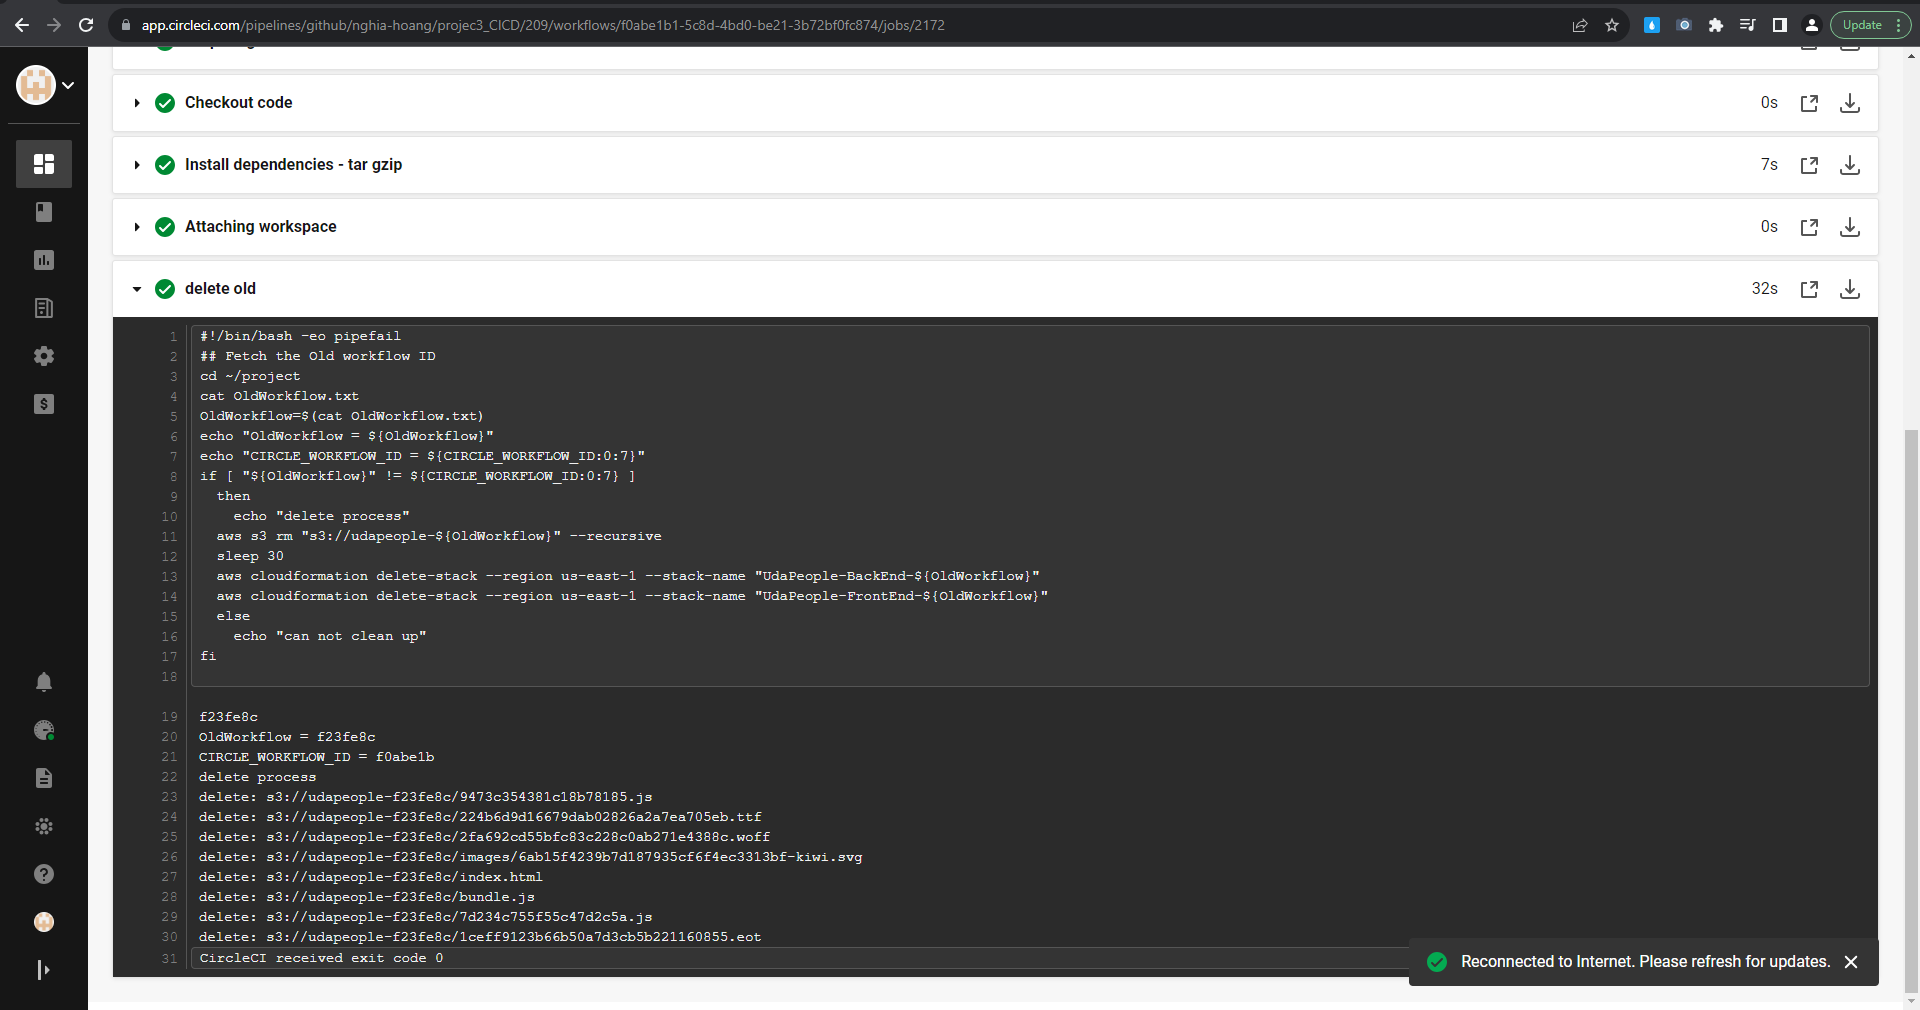 app.circleci.com/pipelines/github/nghia-hoang/projec3_CICD/209/workflows/f0abe1b1-5c8d-4bd0-be21-3b72bf0fc874/jobs/2172
Update
Checkout code
0s
Install dependencies - tar gzip
7s
Attaching workspace
0s
delete old
32s
1 #!/bin/bash -eo pipefail
2 ## Fetch the Old workflow ID
3 cd ~/project
4 cat OldWorkflow.txt
5 OldWorkflow=$(cat OldWorkflow.txt)
6 echo "OldWorkflow = ${OldWorkflow}"
7 echo "CIRCLE_WORKFLOW_ID = ${CIRCLE_WORKFLOW_ID:0:7}"
8 if [ "${OldWorkflow}" != ${CIRCLE_WORKFLOW_ID:0:7} ]
9 then
10 echo "delete process"
11 aws s3 rm "s3://udapeople-${OldWorkflow}" --recursive
12 sleep 30
13 aws cloudformation delete-stack --region us-east-1 --stack-name "UdaPeople-BackEnd-${OldWorkflow}"
14 aws cloudformation delete-stack --region us-east-1 --stack-name "UdaPeople-FrontEnd-${OldWorkflow}"
15 else
16 echo "can not clean up"
17 fi
18
19 f23fe8c
20 OldWorkflow = f23fe8c
21 CIRCLE_WORKFLOW_ID = f0abe1b
22 delete process
23 delete: s3://udapeople-f23fe8c/9473c354381c18b78185.js
24 delete: s3://udapeople-f23fe8c/224b6d9d16679dab02826a2a7ea705eb.ttf
25 delete: s3://udapeople-f23fe8c/2fa692cd55bfc83c228c0ab271e4388c.woff
26 delete: s3://udapeople-f23fe8c/images/6ab15f4239b7d187935cf6f4ec3313bf-kiwi.svg
27 delete: s3://udapeople-f23fe8c/index.html
28 delete: s3://udapeople-f23fe8c/bundle.js
29 delete: s3://udapeople-f23fe8c/7d234c755f55c47d2c5a.js
30 delete: s3://udapeople-f23fe8c/1ceff9123b66b50a7d3cb5b221160855.eot
31 CircleCI received exit code 0
Reconnected to Internet. Please refresh for updates.